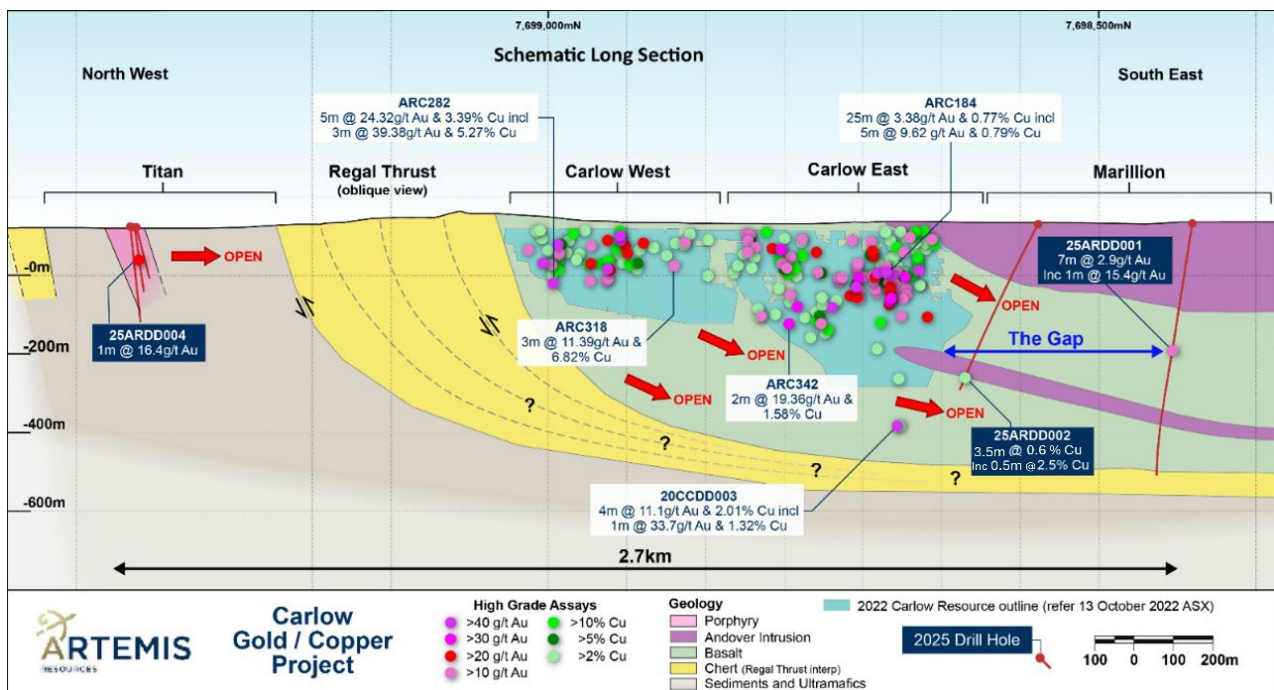 7,699,000mN
7,698,500mN
Schematic Long Section
North West
South East
ARC282
5m @ 24.32g/t Au & 3.39% Cu incl
3m @ 39.38g/t Au & 5.27% Cu
ARC184
25m @ 3.38g/t Au & 0.77% Cu incl
5m @ 9.62 g/t Au & 0.79% Cu
Titan
Regal Thrust
(oblique view)
Carlow West
Carlow East
Marillion
25ARDD001
7m @ 2.9g/t Au
Inc 1m @ 15.4g/t Au
OPEN
-0m
OPEN
25ARDD004
1m @ 16.4g/t Au
ARC318
3m @ 11.39g/t Au &
6.82% Cu
The Gap
-200m
OPEN
ARC342
2m @ 19.36g/t Au &
1.58% Cu
OPEN
OPEN
25ARDD002
3.5m @ 0.6 % Cu
Inc 0.5m @2.5% Cu
?
-400m
?
?
?
-600m
20CCDD003
4m @ 11.1g/t Au & 2.01% Cu incl
1m @ 33.7g/t Au & 1.32% Cu
2.7km
ARTEMIS
RESOURCES
Carlow
Gold / Copper
Project
High Grade Assays
>40 g/t Au
>30 g/t Au
>20 g/t Au
>10 g/t Au
>10% Cu
>5% Cu
>2% Cu
Geology
Porphyry
Andover Intrusion
Basalt
Chert (Regal Thrust interp)
Sediments and Ultramafics
2022 Carlow Resource outline (refer 13 October 2022 ASX)
2025 Drill Hole
100 0 100 200m